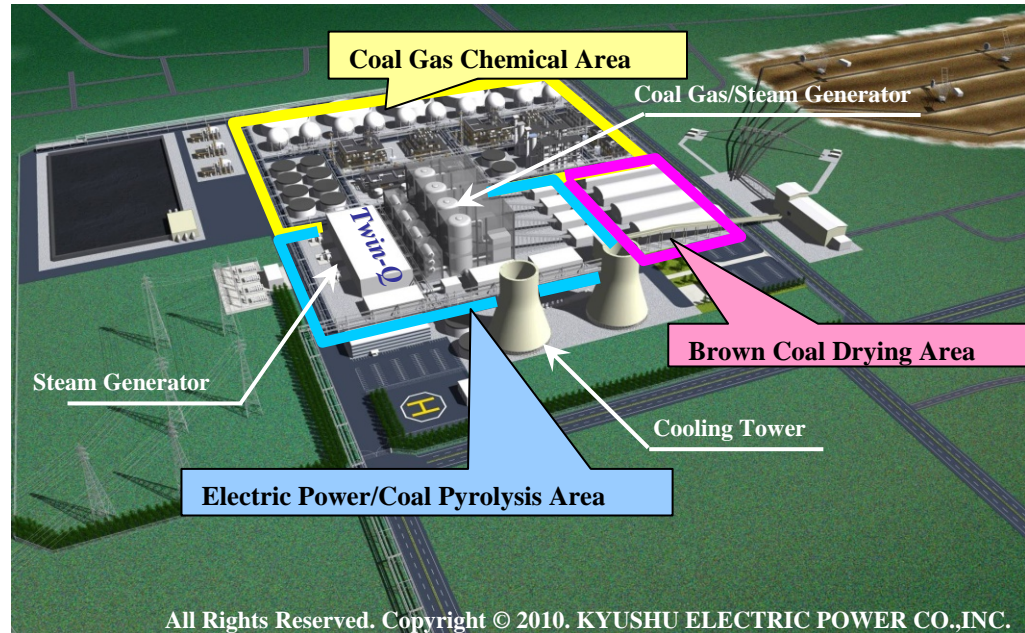 Coal Gas Chemical Area
Coal Gas/Steam Generator
Twin-Q
Brown Coal Drying Area
Steam Generator
H
Cooling Tower
Electric Power/Coal Pyrolysis Area
All Rights Reserved. Copyright © 2010. KYUSHU ELECTRIC POWER CO.,INC.